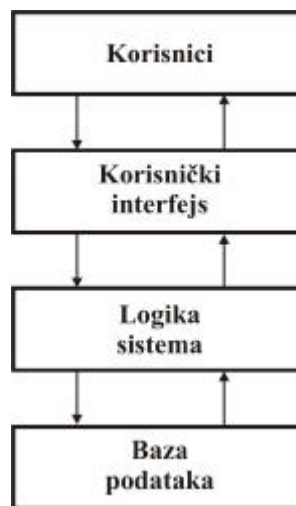 Korisnici
Korisnički
interfejs
Logika
sistema
Baza
podataka